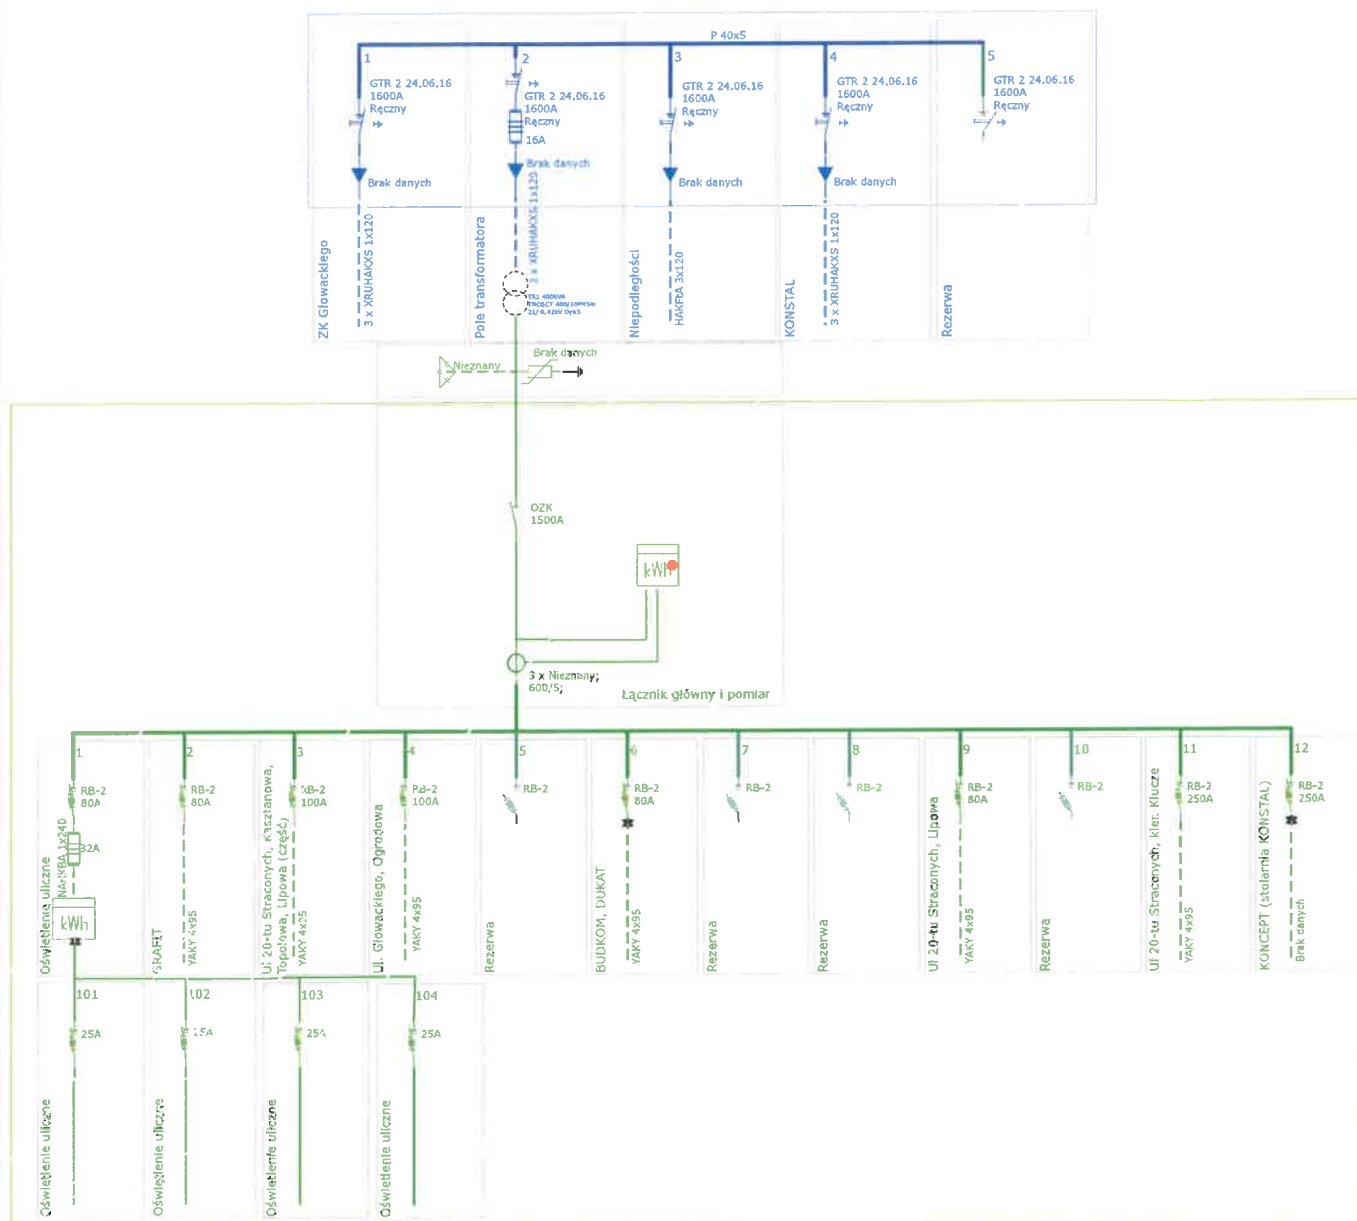 P 40x5
1
GTR 2 24.06.16
1600A
Ręczny
Brak danych
3 x XRUHAKXS 1x120
ZK Głowackiego
2
GTR 2 24.06.16
1600A
Ręczny
16A
Brak danych
3 x XRUHAKXS 1x120
TR1 400kVA
Pole transformatora
3
GTR 2 24.06.16
1600A
Ręczny
Brak danych
HAKFtA 3x120
Niepodległości
4
GTR 2 24.06.16
1600A
Ręczny
Brak danych
3 x XRUHAKXS 1x120
KONSTAL
5
GTR 2 24.06.16
1600A
Ręczny
Rezerwa
Nieznany
Brak danych
OZK
1500A
kWh
3 x Nieznany;
600/5;
Łącznik główny i pomiar
1
RB-2
80A
32A
kWh
Oświetlenie uliczne
2
RB-2
80A
YAKY 4x95
GRAFIT
3
RB-2
100A
Ul 20-tu Straconych, Kasztanowa,
Topolowa, Lipowa (część)
4
RB-2
100A
YAKY 4x95
ul. Głowackiego, Ogrodowa
5
RB-2
Rezerwa
6
RB-2
80A
YAKY 4x95
BUDKOM, DUKAT
7
RB-2
Rezerwa
8
RB-2
Rezerwa
9
RB-2
80A
YAKY 4x95
Ul 20-tu Straconych, Lipowa
10
RB-2
Rezerwa
11
RB-2
250A
YAKY 4x95
Ul 20-tu Straconych, kier. Klucze
12
RB-2
250A
Brak danych
KONCEPT (stolarnia KONSTAL)
101
25A
Oświetlenie uliczne
102
Oświetlenie uliczne
103
25A
Oświetlenie uliczne
104
25A
Oświetlenie uliczne